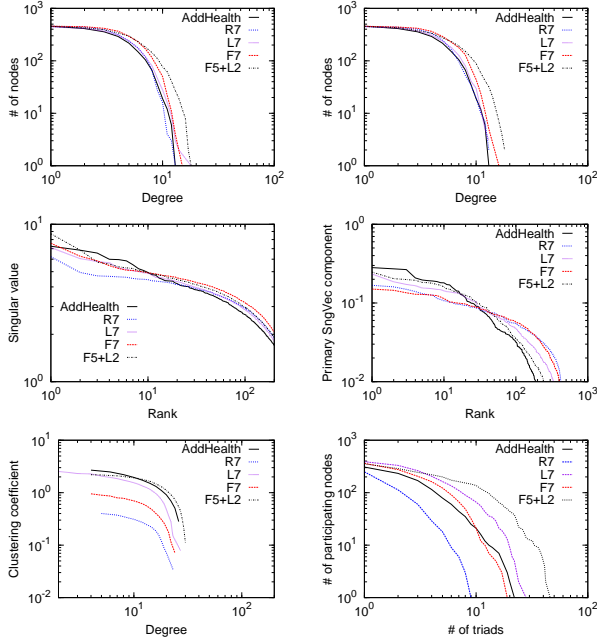 10^3
10^2
10^1
10^0
# of nodes
10^0 10^1 10^2
Degree
AddHealth
R7
L7
F7
F5+L2
10^3
10^2
10^1
10^0
# of nodes
10^0 10^1 10^2
Degree
AddHealth
R7
L7
F7
F5+L2
10^1
10^0
Singular value
10^0 10^1 10^2
Rank
AddHealth
R7
L7
F7
F5+L2
10^0
10^-1
10^-2
Primary SngVec component
10^0 10^1 10^2 10^3
Rank
AddHealth
R7
L7
F7
F5+L2
10^1
10^0
10^-1
10^-2
Clustering coefficient
10^1 10^2
Degree
AddHealth
R7
L7
F7
F5+L2
10^3
10^2
10^1
10^0
# of participating nodes
10^0 10^1 10^2
# of triads
AddHealth
R7
L7
F7
F5+L2